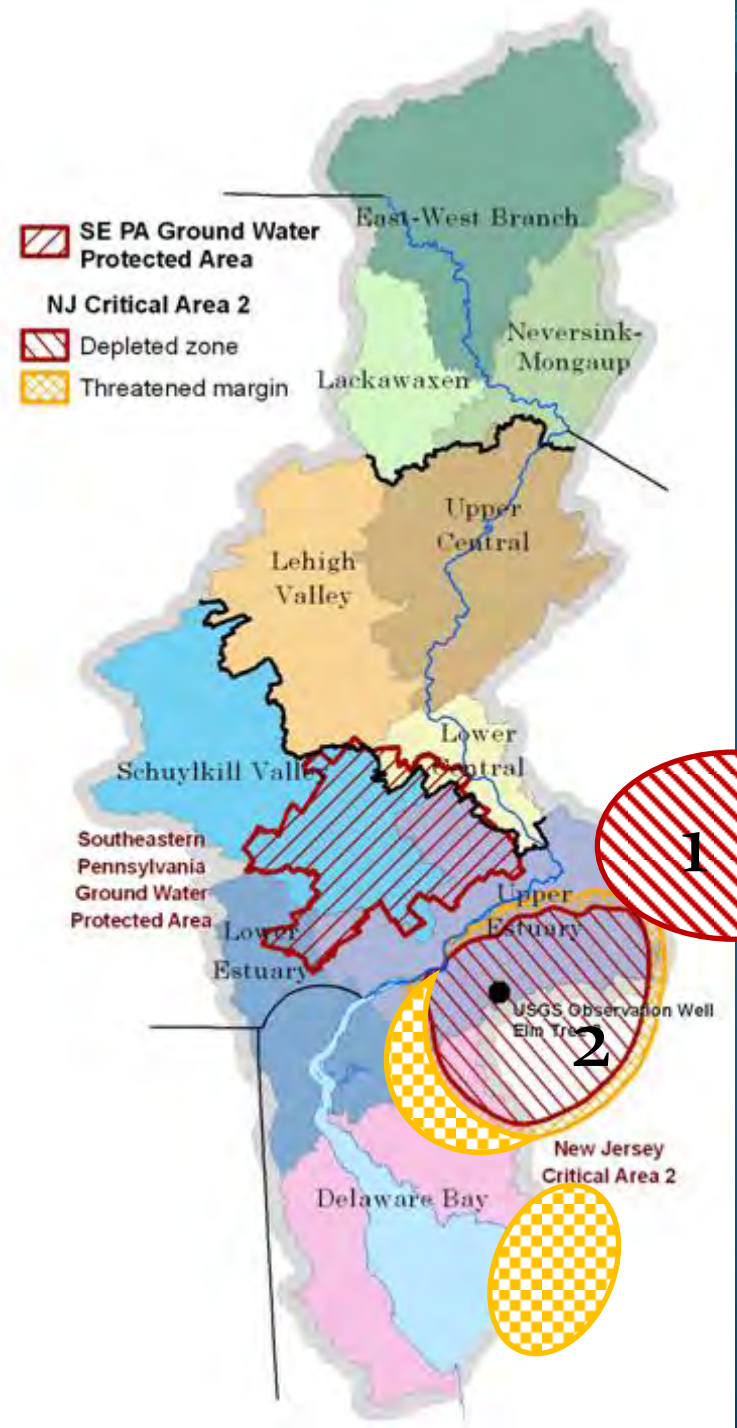 East-West Branch
SE PA Ground Water
Protected Area
NJ Critical Area 2
Depleted zone
Threatened margin
Neversink-
Mongaup
Lackawaxen
Upper
Central
Lehigh
Valley
Lower
Central
Schuylkill Valley
1
Southeastern
Pennsylvania
Ground Water
Protected Area
Upper
Estuary
Lower
Estuary
USGS Observation Well
Elm Tree
2
New Jersey
Critical Area 2
Delaware Bay